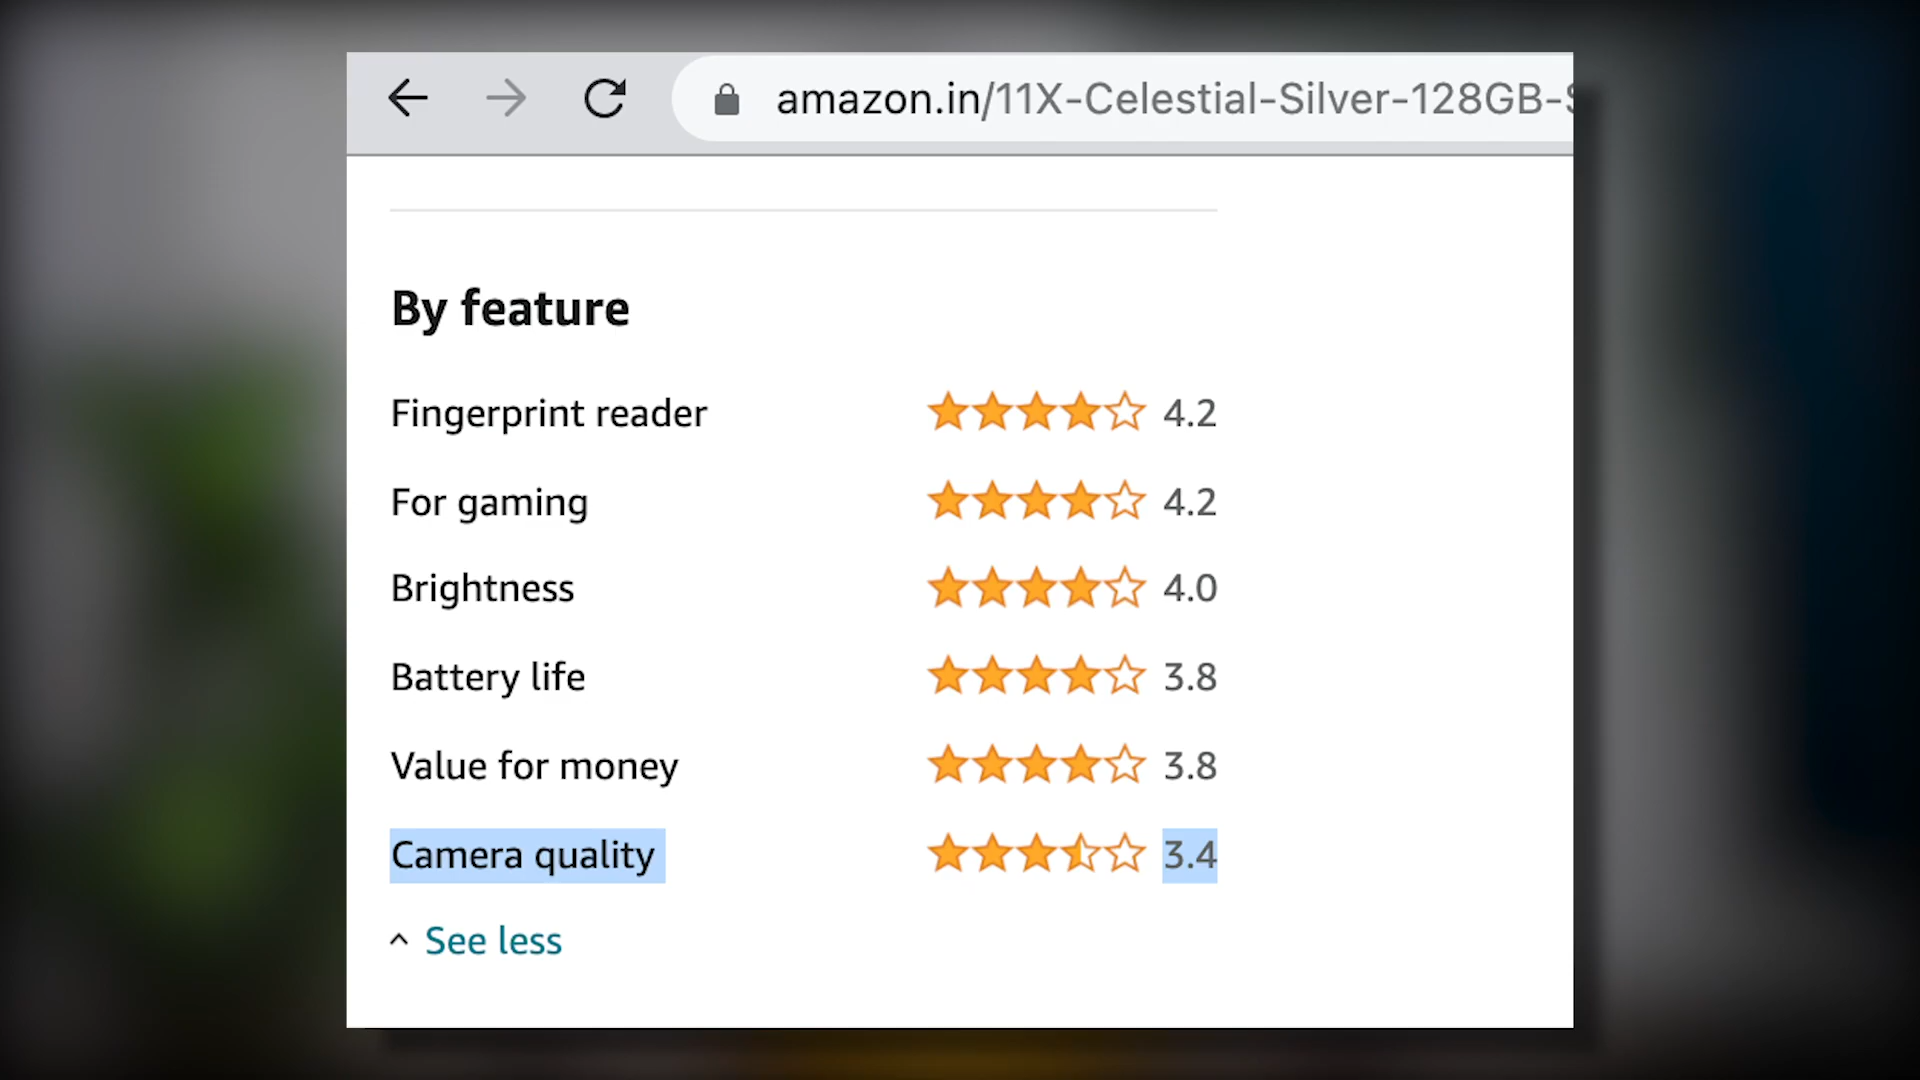 amazon.in/11X-Celestial-Silver-128GB-
By feature
Fingerprint reader 4.2
For gaming 4.2
Brightness 4.0
Battery life 3.8
Value for money 3.8
Camera quality 3.4
See less